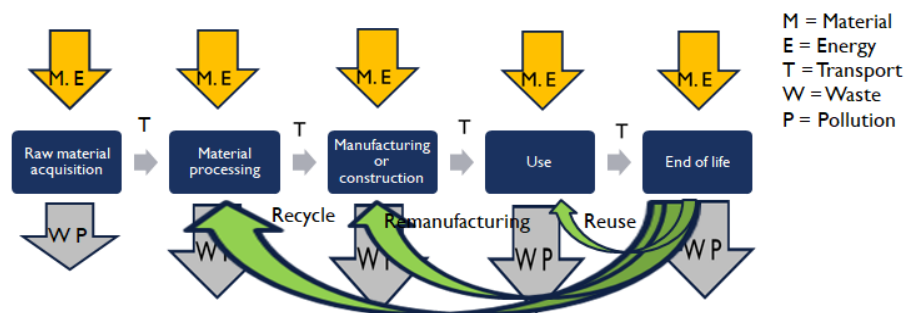 M = Material
E = Energy
T = Transport
W = Waste
P = Pollution
M. E
M. E
M. E
M. E
M. E
T
T
T
T
Raw material
acquisition
Material
processing
Manufacturing
or
construction
Use
End of life
Recycle
Remanufacturing
Reuse
W P
W P
W P
W P